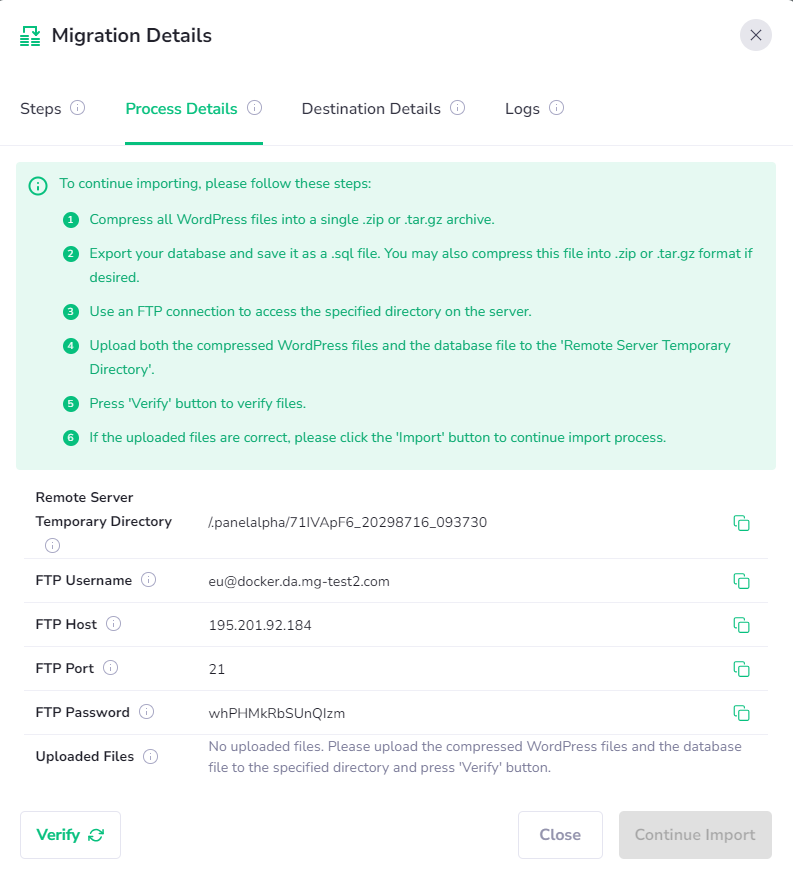 Migration Details
Steps
Process Details
Destination Details
Logs
To continue importing, please follow these steps:
1 Compress all WordPress files into a single .zip or .tar.gz archive.
2 Export your database and save it as a .sql file. You may also compress this file into .zip or .tar.gz format if
desired.
3 Use an FTP connection to access the specified directory on the server.
4 Upload both the compressed WordPress files and the database file to the 'Remote Server Temporary
Directory'.
5 Press 'Verify' button to verify files.
6 If the uploaded files are correct, please click the 'Import' button to continue import process.
Remote Server
Temporary Directory
/.panelalpha/71IVApF6_20298716_093730
FTP Username
eu@docker.da.mg-test2.com
FTP Host
195.201.92.184
FTP Port
21
FTP Password
whPHMkRbSUnQIzm
Uploaded Files
No uploaded files. Please upload the compressed WordPress files and the database
file to the specified directory and press 'Verify' button.
Verify
Close
Continue Import